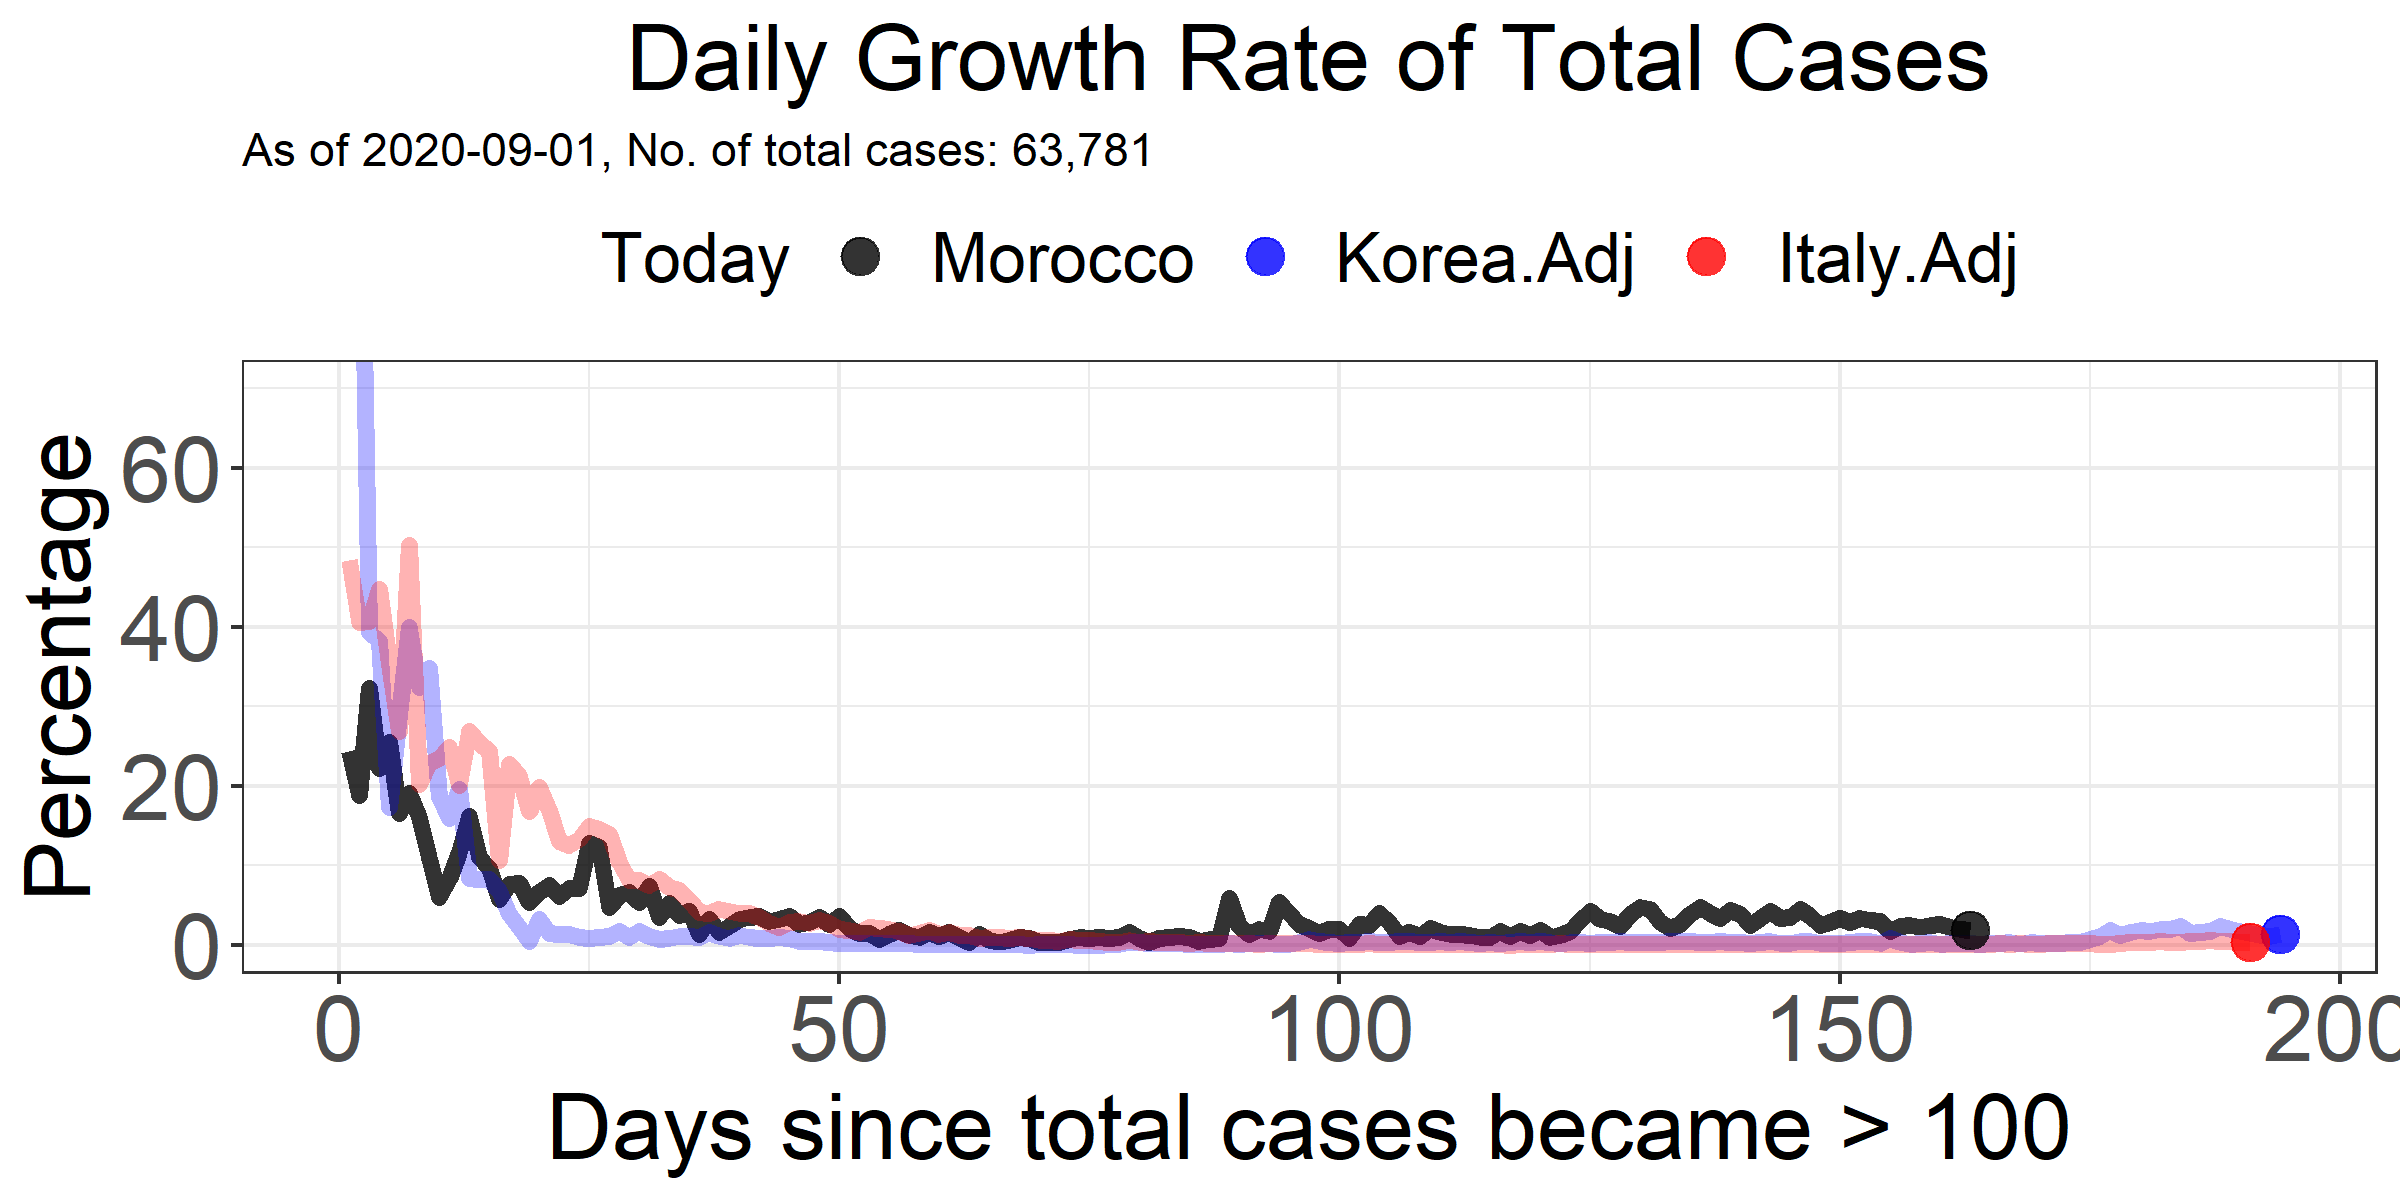 Daily Growth Rate of Total Cases
As of 2020-09-01, No. of total cases: 63,781
Today Morocco Korea.Adj Italy.Adj
Percentage
60
40
20
0
0 50 100 150 200
Days since total cases became > 100